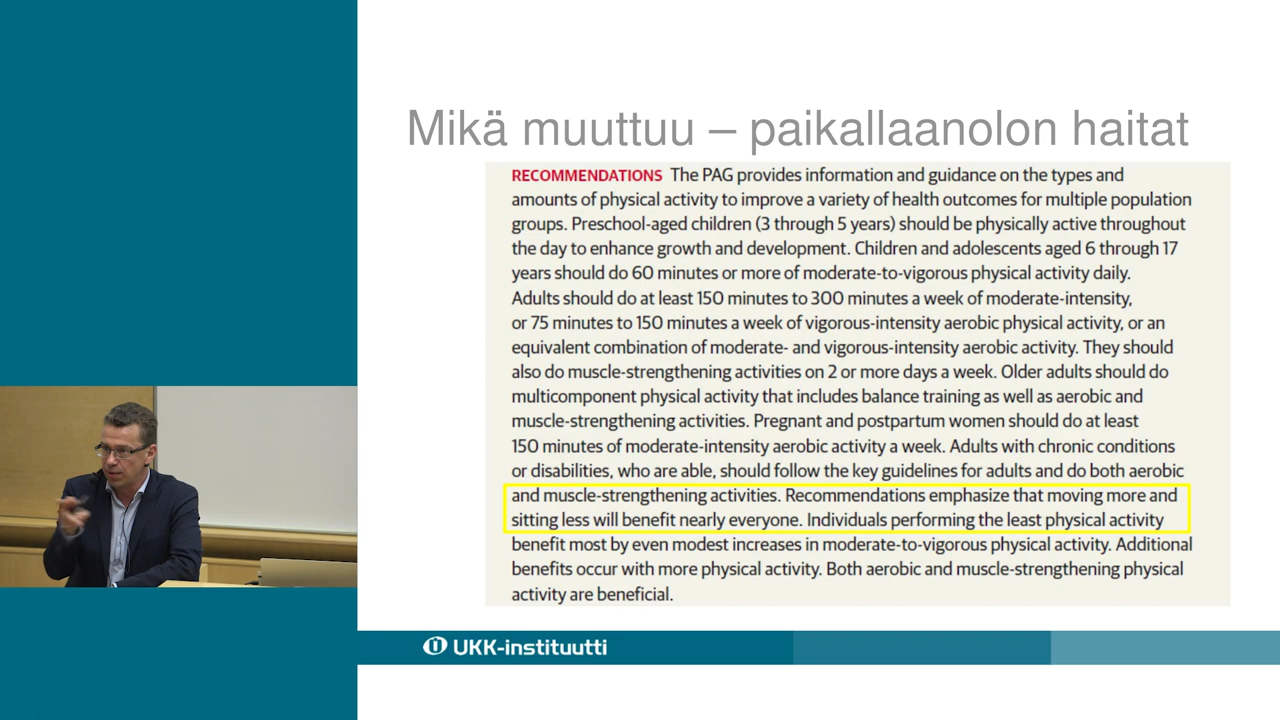 Mikä muuttuu – paikallaanolon haitat
RECOMMENDATIONS The PAG provides information and guidance on the types and
amounts of physical activity to improve a variety of health outcomes for multiple population
groups. Preschool-aged children (3 through 5 years) should be physically active throughout
the day to enhance growth and development. Children and adolescents aged 6 through 17
years should do 60 minutes or more of moderate-to-vigorous physical activity daily.
Adults should do at least 150 minutes to 300 minutes a week of moderate-intensity,
or 75 minutes to 150 minutes a week of vigorous-intensity aerobic physical activity, or an
equivalent combination of moderate- and vigorous-intensity aerobic activity. They should
also do muscle-strengthening activities on 2 or more days a week. Older adults should do
multicomponent physical activity that includes balance training as well as aerobic and
muscle-strengthening activities. Pregnant and postpartum women should do at least
150 minutes of moderate-intensity aerobic activity a week. Adults with chronic conditions
or disabilities, who are able, should follow the key guidelines for adults and do both aerobic
and muscle-strengthening activities. Recommendations emphasize that moving more and
sitting less will benefit nearly everyone. Individuals performing the least physical activity
benefit most by even modest increases in moderate-to-vigorous physical activity. Additional
benefits occur with more physical activity. Both aerobic and muscle-strengthening physical
activity are beneficial.
UKK-instituutti